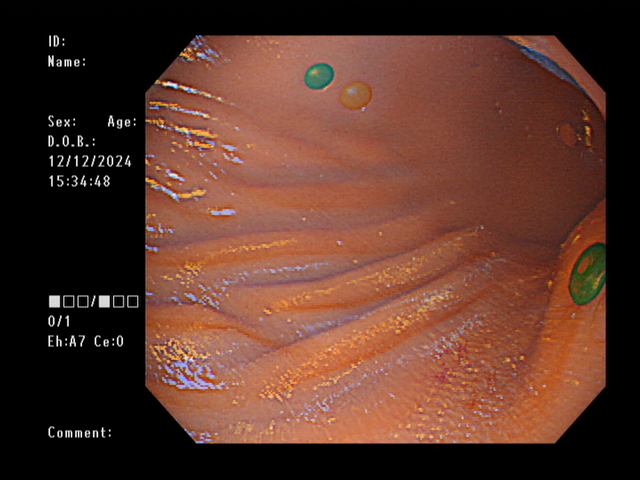 ID:
Name:
Sex: Age:
D.O.B.:
12/12/2024
15:34:48
■□□/■□□
0/1
Eh:A7 Ce:0
Comment: